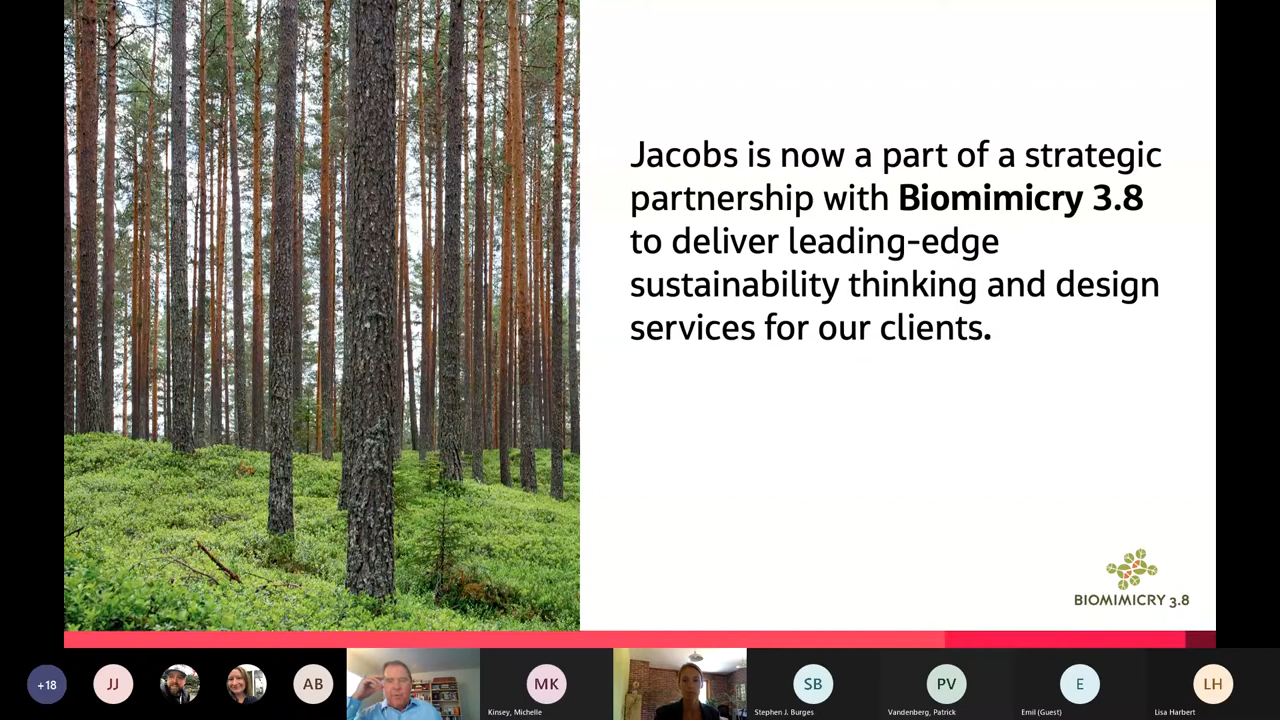 Jacobs is now a part of a strategic
partnership with Biomimicry 3.8
to deliver leading-edge
sustainability thinking and design
services for our clients.
BIOMIMICRY 3.8
+18
JJ
AB
MK
Kinsey, Michelle
SB
Stephen J. Burges
PV
Vandenberg, Patrick
E
Emil (Guest)
LH
Lisa Harbert